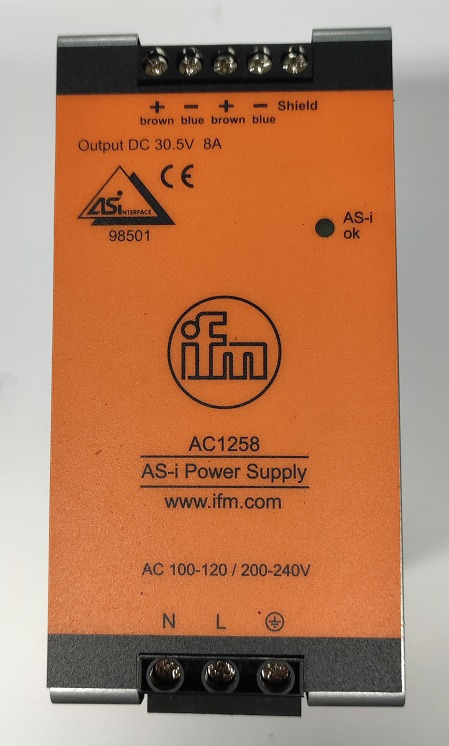 + − + − Shield
brown blue brown blue
Output DC 30.5V 8A
ASi INTERFACE
CE
98501
AS-i
ok
ifm
AC1258
AS-i Power Supply
www.ifm.com
AC 100-120 / 200-240V
N L ⏚